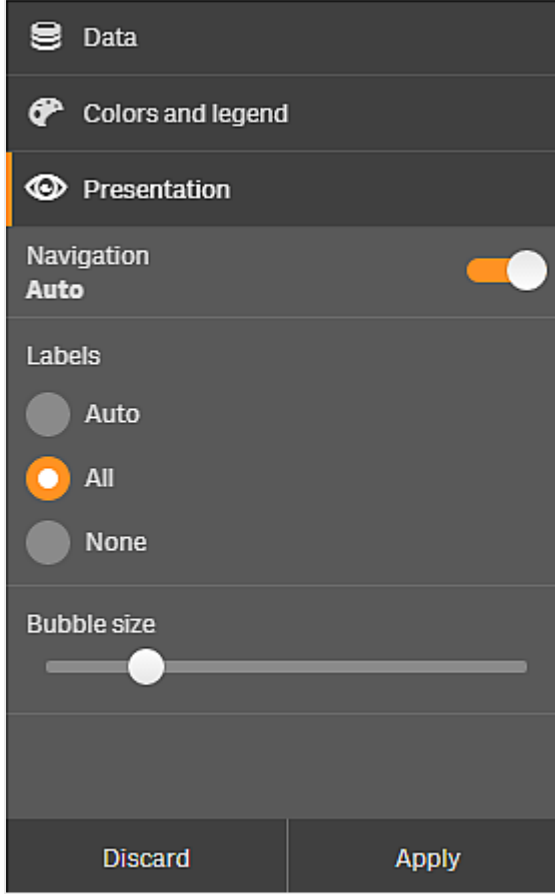 Data
Colors and legend
Presentation
Navigation
Auto
Labels
Auto
All
None
Bubble size
Discard
Apply